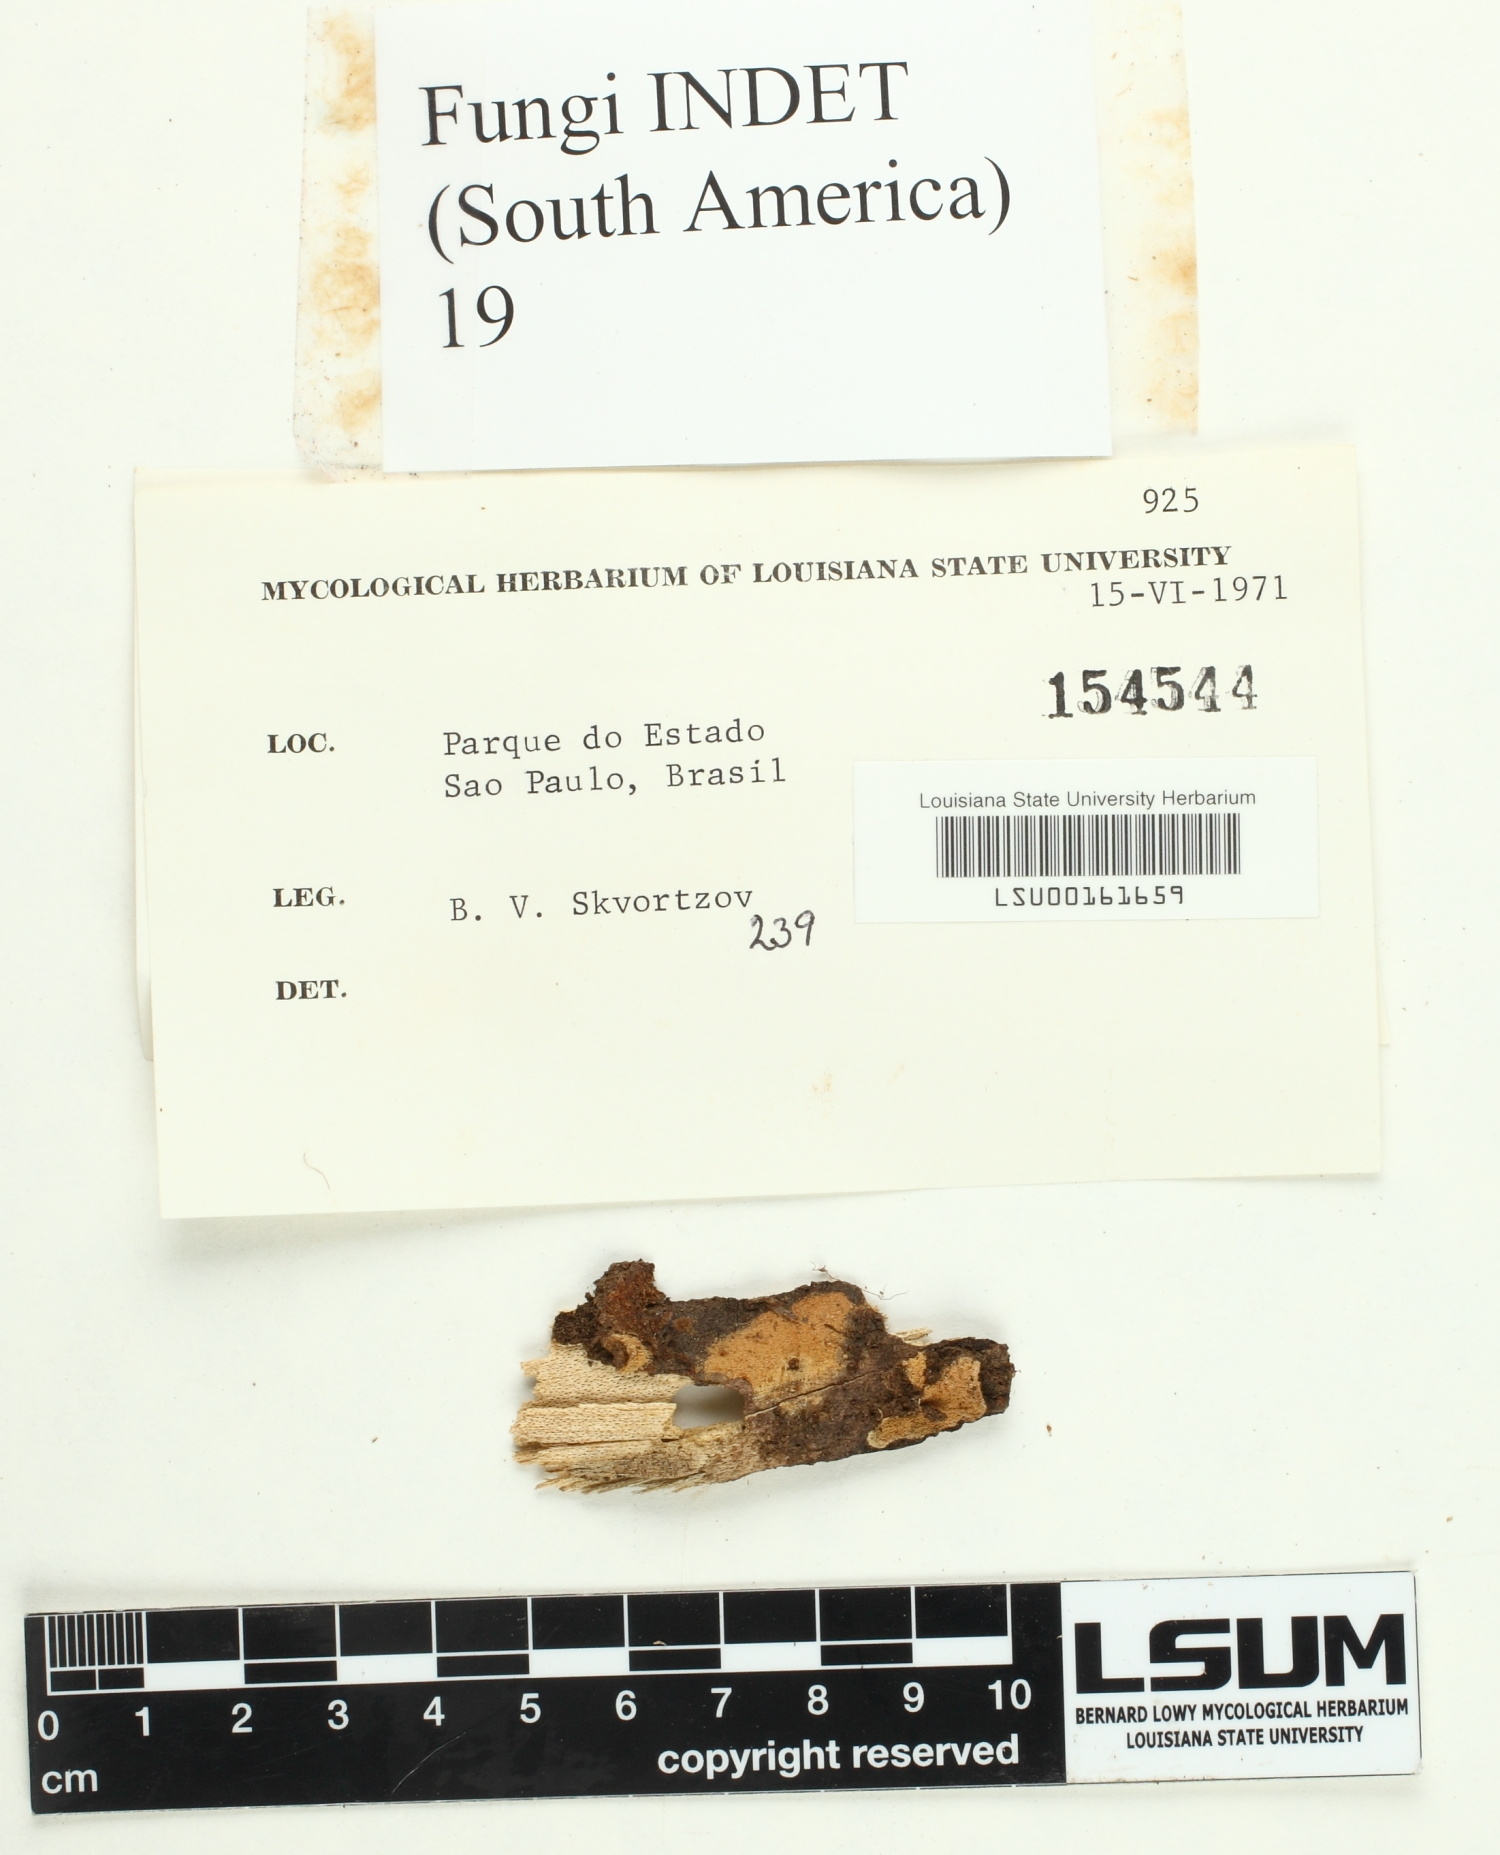 Fungi INDET
(South America)
19
925
MYCOLOGICAL HERBARIUM OF LOUISIANA STATE UNIVERSITY
15-VI-1971
154544
LOC. Parque do Estado
Sao Paulo, Brasil
Louisiana State University Herbarium
LSU00161659
LEG. B. V. Skvortzov
239
DET.
0 1 2 3 4 5 6 7 8 9 10
cm
copyright reserved
LSUM
BERNARD LOWY MYCOLOGICAL HERBARIUM
LOUISIANA STATE UNIVERSITY